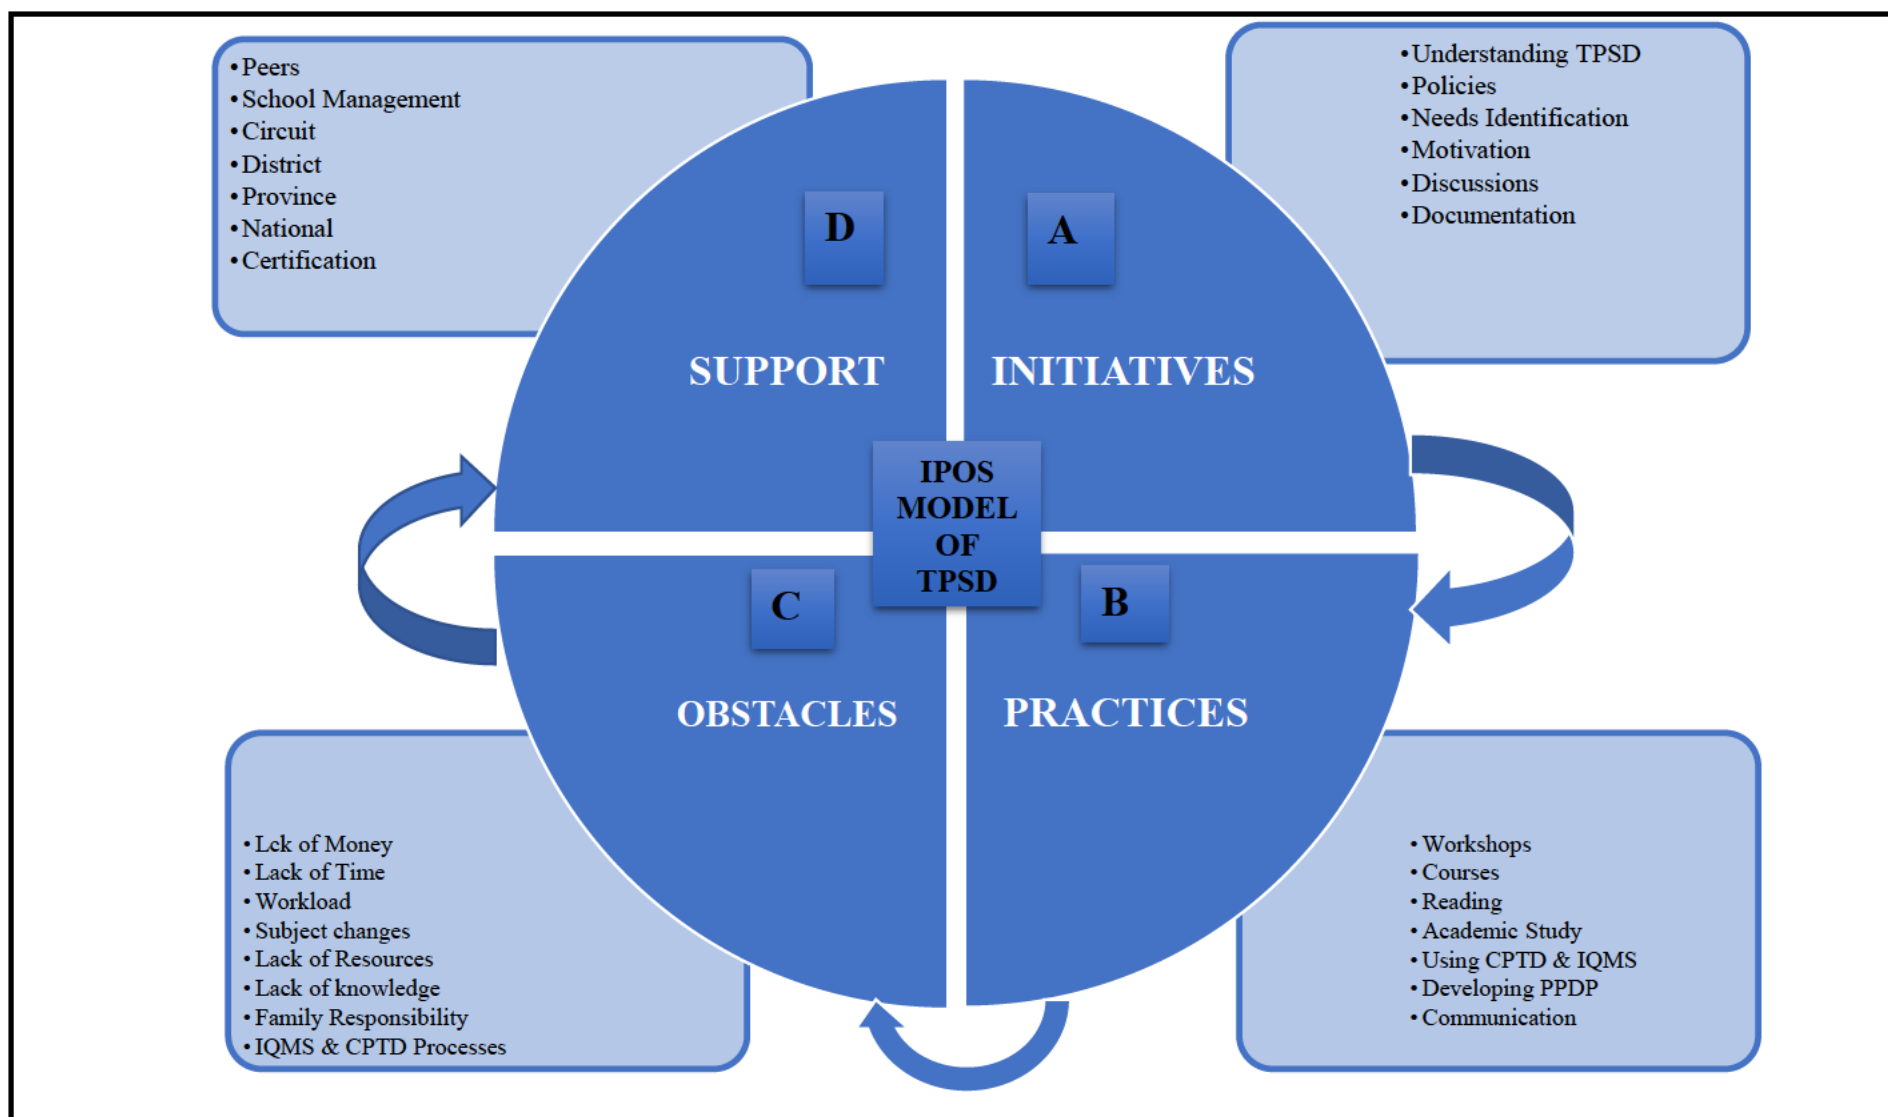 • Peers
• School Management
• Circuit
• District
• Province
• National
• Certification
• Understanding TPSD
• Policies
• Needs Identification
• Motivation
• Discussions
• Documentation
D
A
SUPPORT
INITIATIVES
IPOS
MODEL
OF
TPSD
C
B
OBSTACLES
PRACTICES
• Lck of Money
• Lack of Time
• Workload
• Subject changes
• Lack of Resources
• Lack of knowledge
• Family Responsibility
• IQMS & CPTD Processes
• Workshops
• Courses
• Reading
• Academic Study
• Using CPTD & IQMS
• Developing PPDP
• Communication